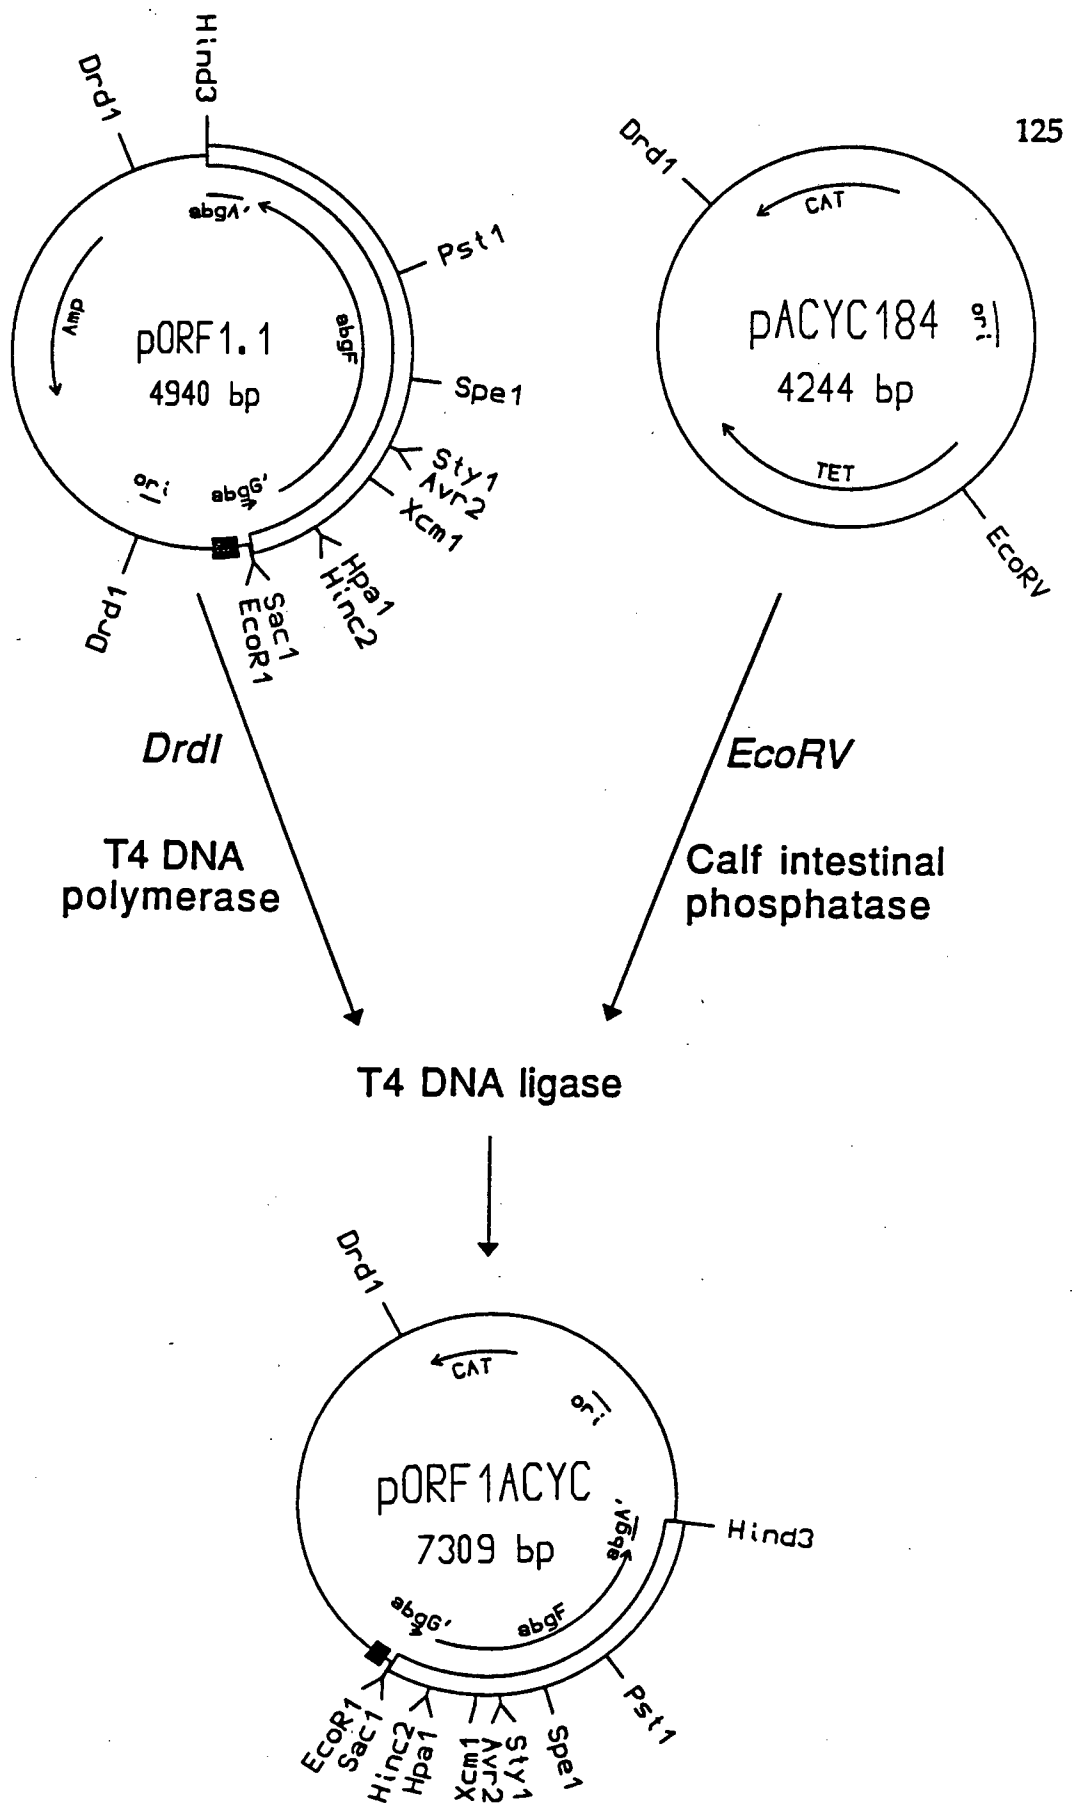 125
Hind3
Drd1
Pst1
Spe1
Sty1
Avr2
Xcm1
Hpa1
Hinc2
Sac1
EcoR1
Drd1
abgA'
Amp
abgF
pORF1.1
4940 bp
ori
abgG'
Drd1
CAT
ori
pACYC184
4244 bp
TET
EcoRV
DrdI
T4 DNA
polymerase
EcoRV
Calf intestinal
phosphatase
T4 DNA ligase
Drd1
CAT
ori
pORF1ACYC
7309 bp
abgA'
Hind3
abgG'
abgF
EcoR1
Sac1
Hinc2
Hpa1
Xcm1
Avr2
Sty1
Spe1
Pst1